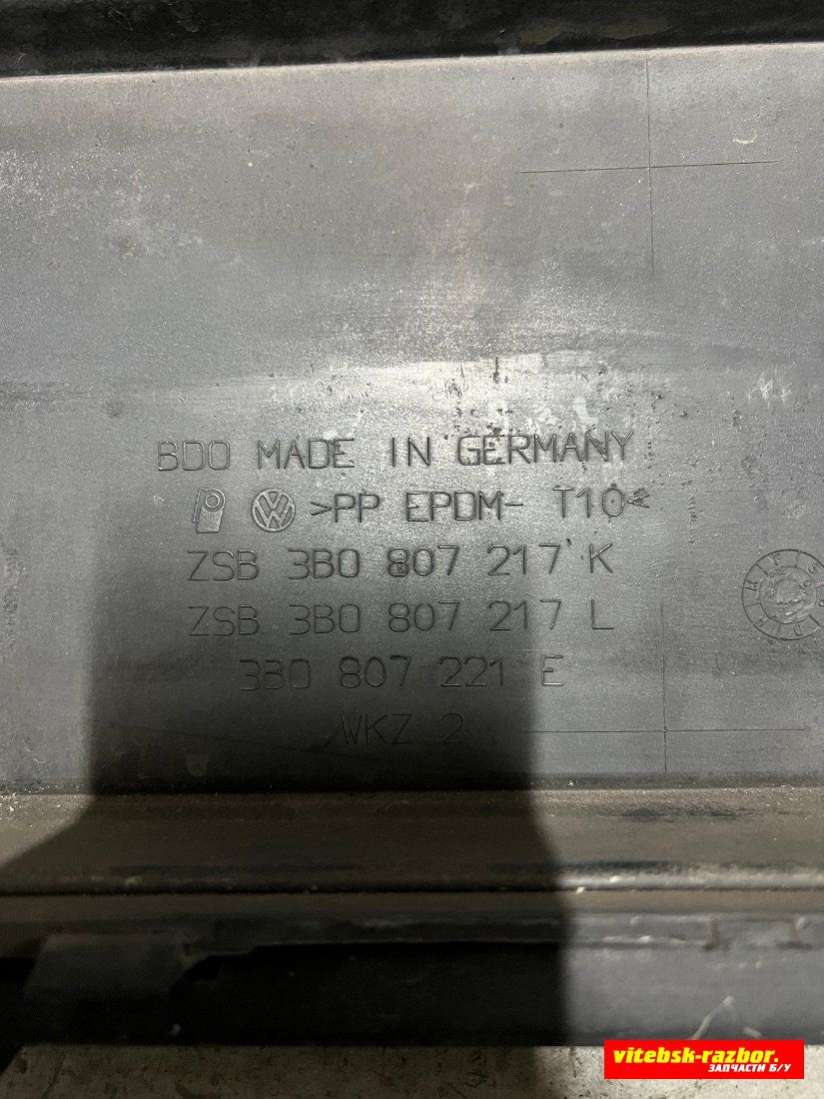 BDO MADE IN GERMANY
VW >PP EPDM- T10<
ZSB 3B0 807 217 K
ZSB 3B0 807 217 L
3B0 807 221 E
WKZ 2
vitebsk-razbor.
ЗАПЧАСТИ Б/У